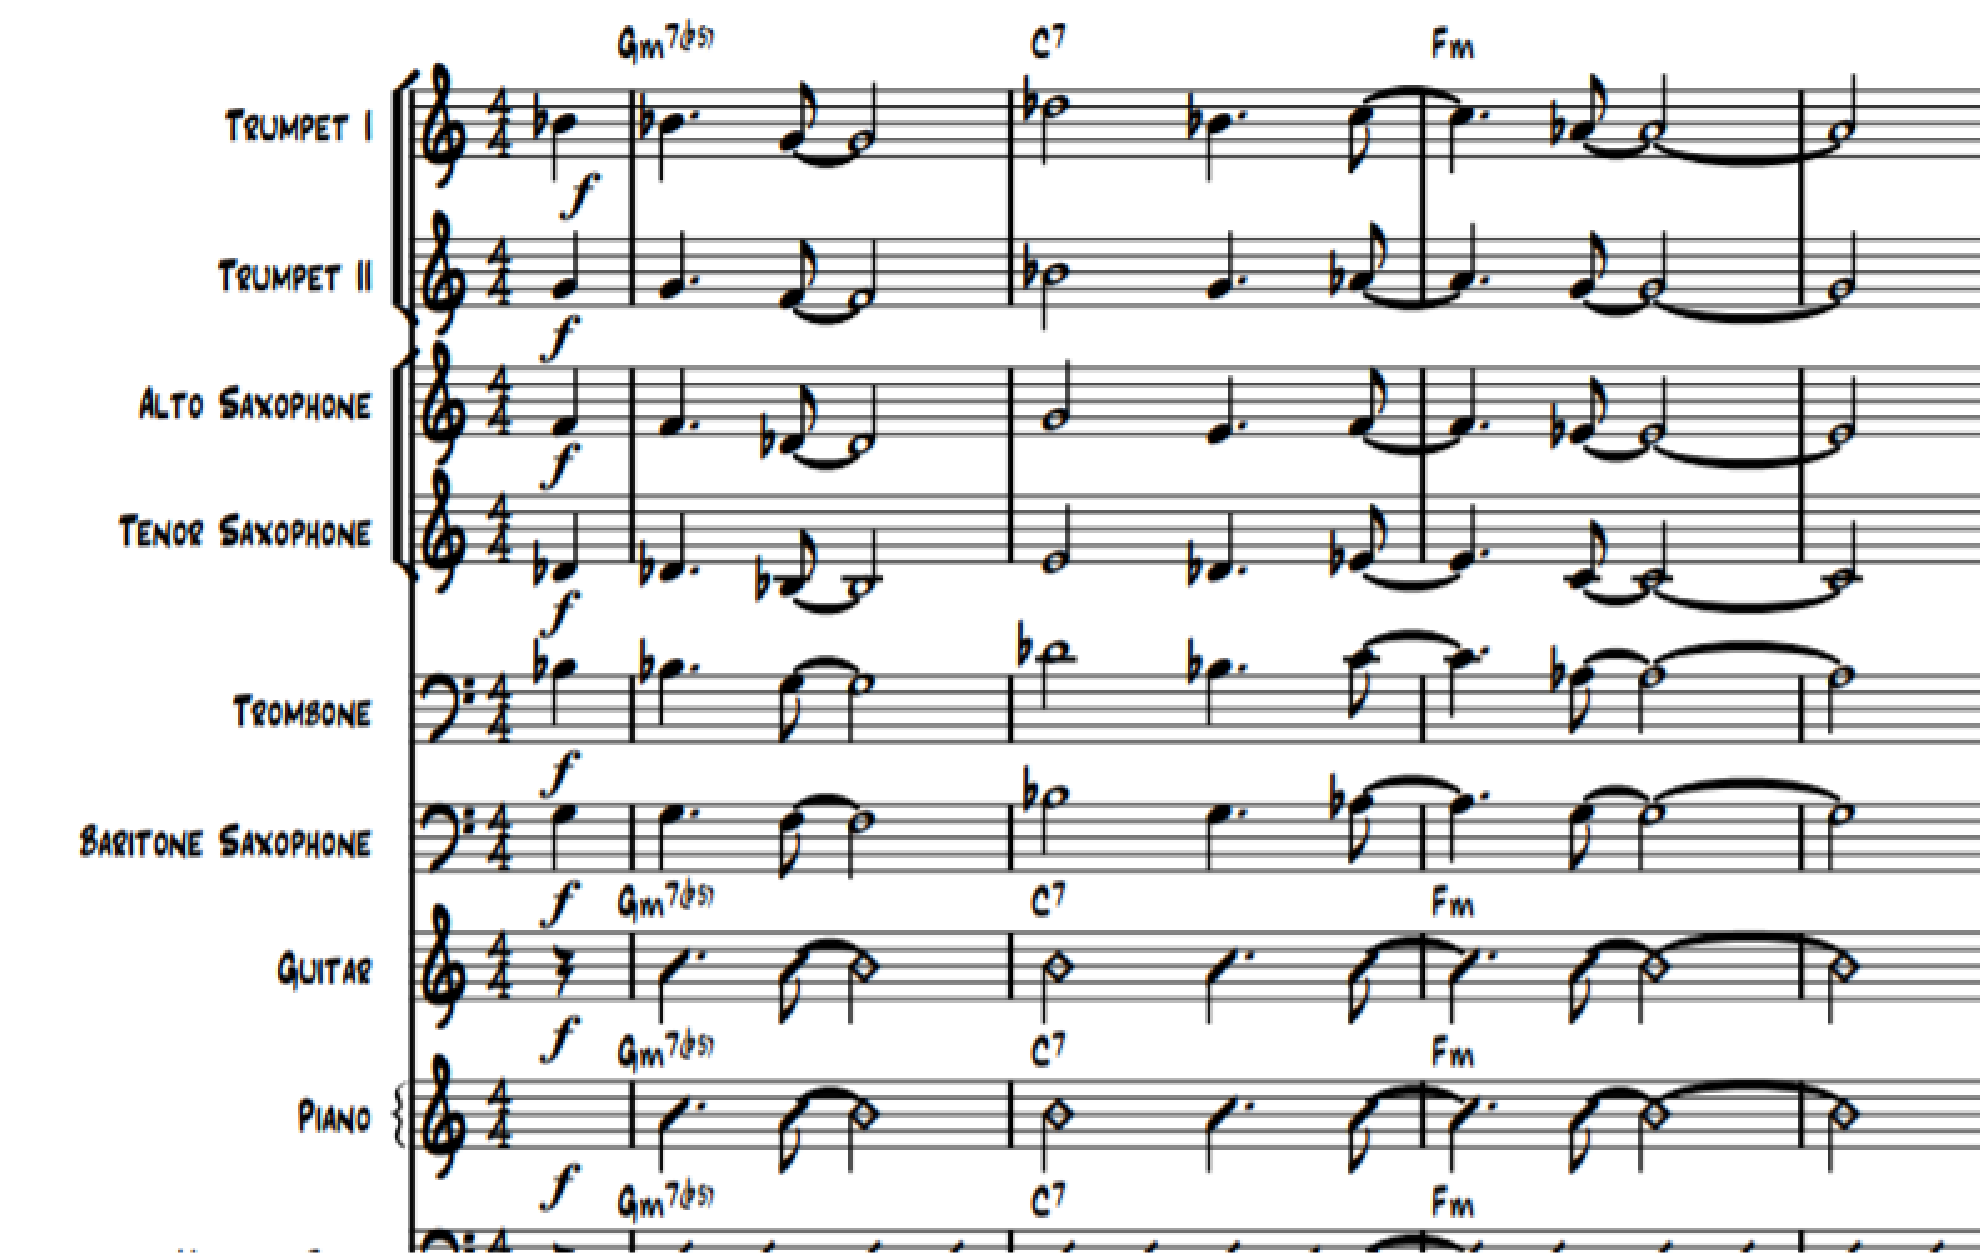 Gm7(b5) C7 Fm
TRUMPET I
f
TRUMPET II
f
ALTO SAXOPHONE
f
TENOR SAXOPHONE
f
TROMBONE
f
BARITONE SAXOPHONE
f Gm7(b5) C7 Fm
GUITAR
f Gm7(b5) C7 Fm
PIANO
f Gm7(b5) C7 Fm